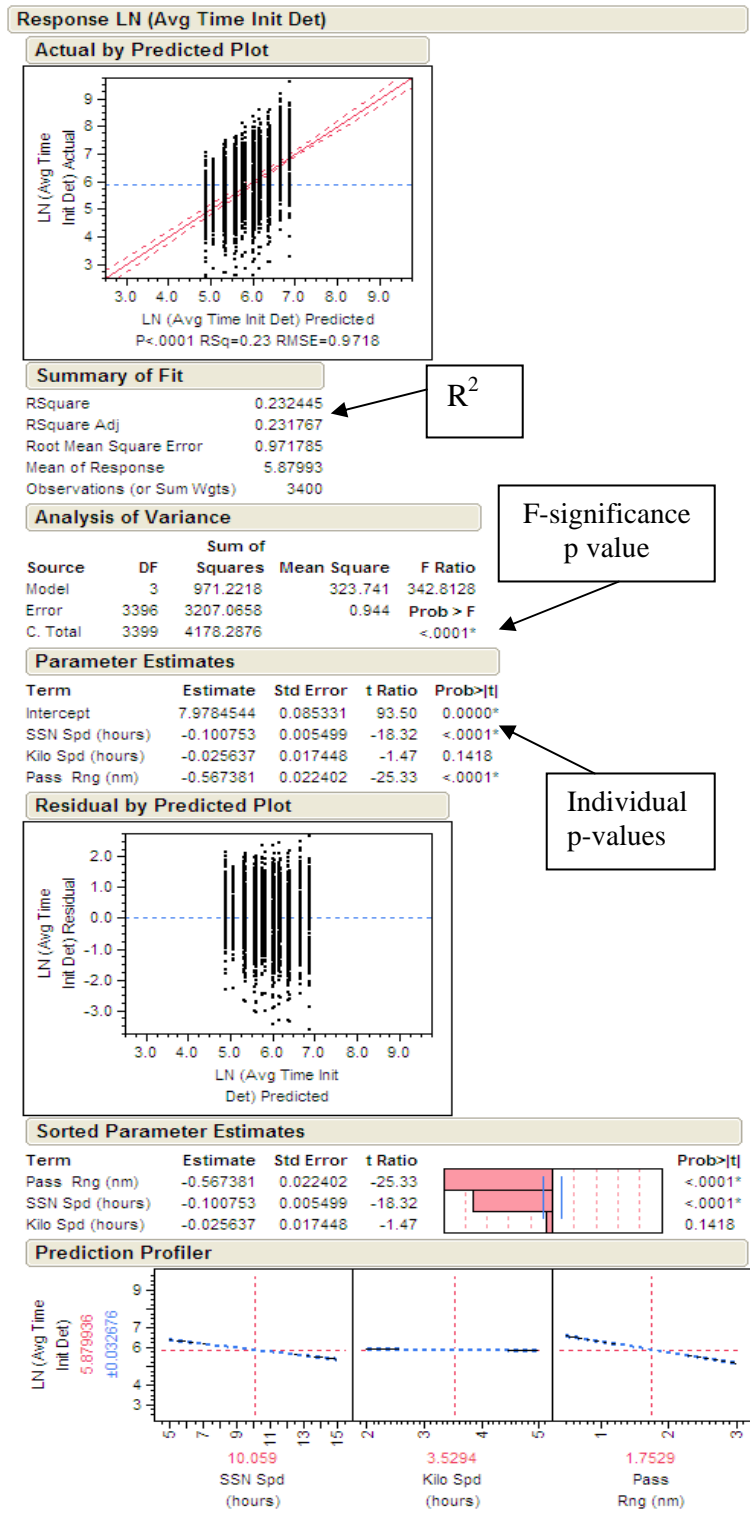 Response LN (Avg Time Init Det)
Actual by Predicted Plot
LN (Avg Time
Init Det) Actual
9
8
7
6
5
4
3
3.0 4.0 5.0 6.0 7.0 8.0 9.0
LN (Avg Time Init Det) Predicted
P<.0001 RSq=0.23 RMSE=0.9718
Summary of Fit
RSquare 0.232445
RSquare Adj 0.231767
Root Mean Square Error 0.971785
Mean of Response 5.87993
Observations (or Sum Wgts) 3400
R2
Analysis of Variance
Source DF Sum of Squares Mean Square F Ratio
Model 3 971.2218 323.741 342.8128
Error 3396 3207.0658 0.944 Prob > F
C. Total 3399 4178.2876 <.0001*
F-significance
p value
Parameter Estimates
Term Estimate Std Error t Ratio Prob>|t|
Intercept 7.9784544 0.085331 93.50 0.0000*
SSN Spd (hours) -0.100753 0.005499 -18.32 <.0001*
Kilo Spd (hours) -0.025637 0.017448 -1.47 0.1418
Pass Rng (nm) -0.567381 0.022402 -25.33 <.0001*
Individual
p-values
Residual by Predicted Plot
LN (Avg Time
Init Det) Residual
2.0
1.0
0.0
-1.0
-2.0
-3.0
3.0 4.0 5.0 6.0 7.0 8.0 9.0
LN (Avg Time Init
Det) Predicted
Sorted Parameter Estimates
Term Estimate Std Error t Ratio Prob>|t|
Pass Rng (nm) -0.567381 0.022402 -25.33 <.0001*
SSN Spd (hours) -0.100753 0.005499 -18.32 <.0001*
Kilo Spd (hours) -0.025637 0.017448 -1.47 0.1418
Prediction Profiler
LN (Avg Time
Init Det)
5.879936
±0.032676
9
7
6
4
3
5 7 9 11 13 15
10.059
SSN Spd
(hours)
2 3 4 5
3.5294
Kilo Spd
(hours)
1 2 3
1.7529
Pass
Rng (nm)